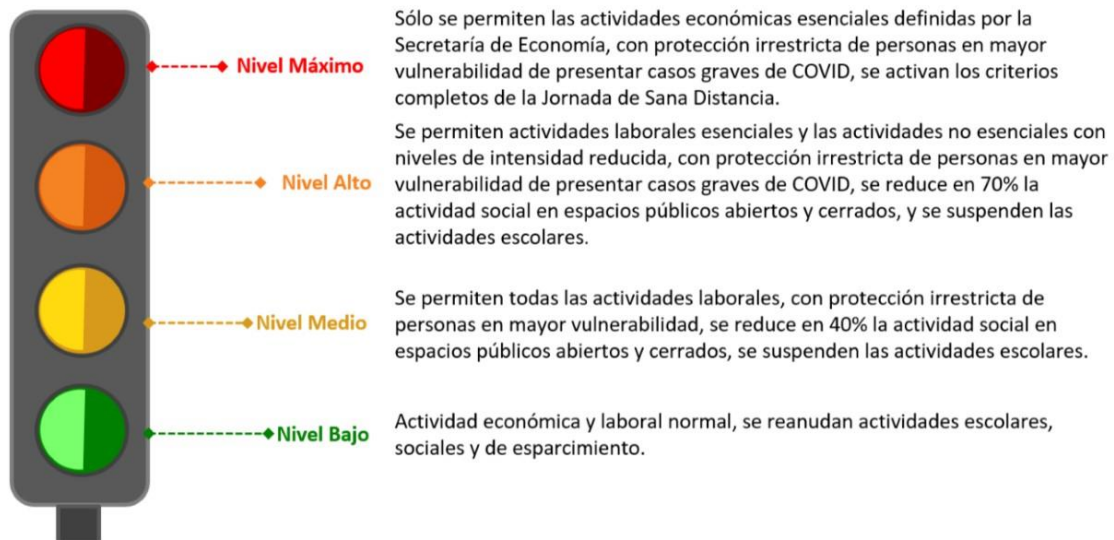 Sólo se permiten las actividades económicas esenciales definidas por la
Secretaría de Economía, con protección irrestricta de personas en mayor
Nivel Máximo
vulnerabilidad de presentar casos graves de COVID, se activan los criterios
completos de la Jornada de Sana Distancia.
Se permiten actividades laborales esenciales y las actividades no esenciales con
niveles de intensidad reducida, con protección irrestricta de personas en mayor
Nivel Alto
vulnerabilidad de presentar casos graves de COVID, se reduce en 70% la
actividad social en espacios públicos abiertos y cerrados, y se suspenden las
actividades escolares.
Se permiten todas las actividades laborales, con protección irrestricta de
Nivel Medio
personas en mayor vulnerabilidad, se reduce en 40% la actividad social en
espacios públicos abiertos y cerrados, se suspenden las actividades escolares.
Nivel Bajo
Actividad económica y laboral normal, se reanudan actividades escolares,
sociales y de esparcimiento.